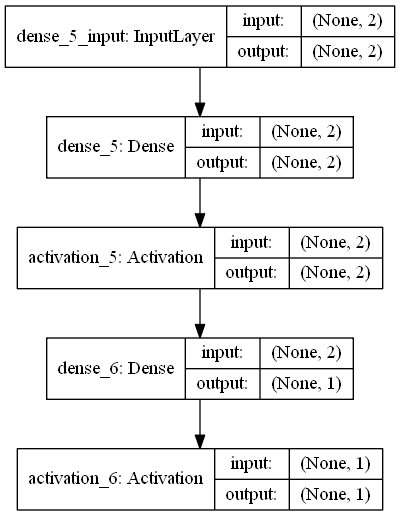 dense_5_input: InputLayer
input: (None, 2)
output: (None, 2)
dense_5: Dense
input: (None, 2)
output: (None, 2)
activation_5: Activation
input: (None, 2)
output: (None, 2)
dense_6: Dense
input: (None, 2)
output: (None, 1)
activation_6: Activation
input: (None, 1)
output: (None, 1)